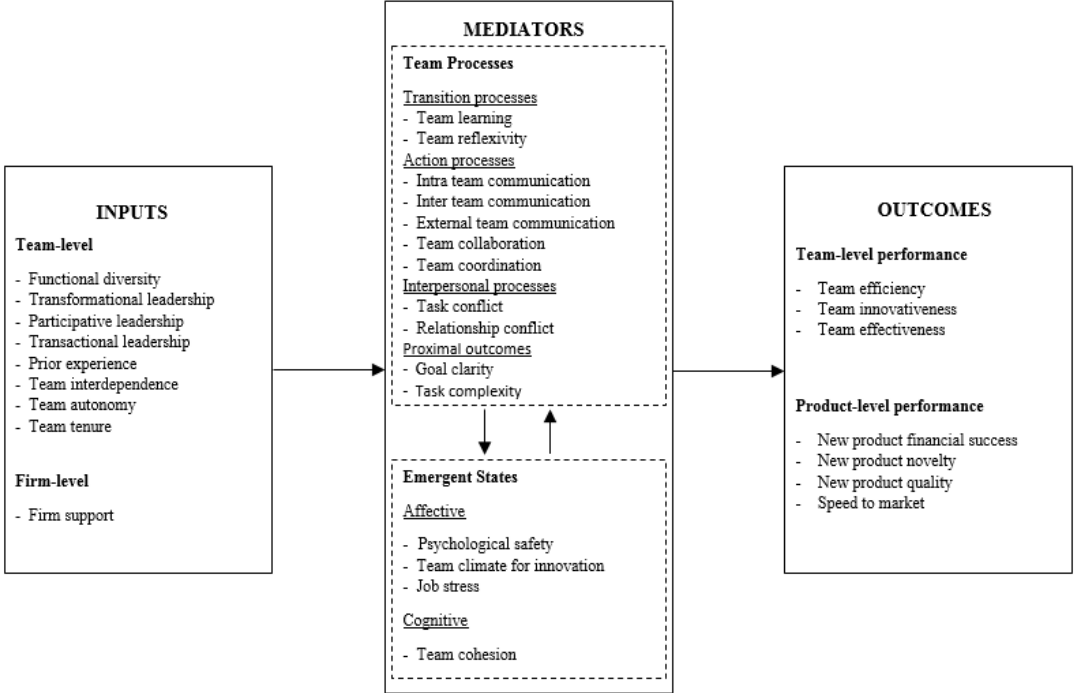 INPUTS
Team-level
- Functional diversity
- Transformational leadership
- Participative leadership
- Transactional leadership
- Prior experience
- Team interdependence
- Team autonomy
- Team tenure
Firm-level
- Firm support
MEDIATORS
Team Processes
Transition processes
- Team learning
- Team reflexivity
Action processes
- Intra team communication
- Inter team communication
- External team communication
- Team collaboration
- Team coordination
Interpersonal processes
- Task conflict
- Relationship conflict
Proximal outcomes
- Goal clarity
- Task complexity
Emergent States
Affective
- Psychological safety
- Team climate for innovation
- Job stress
Cognitive
- Team cohesion
OUTCOMES
Team-level performance
- Team efficiency
- Team innovativeness
- Team effectiveness
Product-level performance
- New product financial success
- New product novelty
- New product quality
- Speed to market